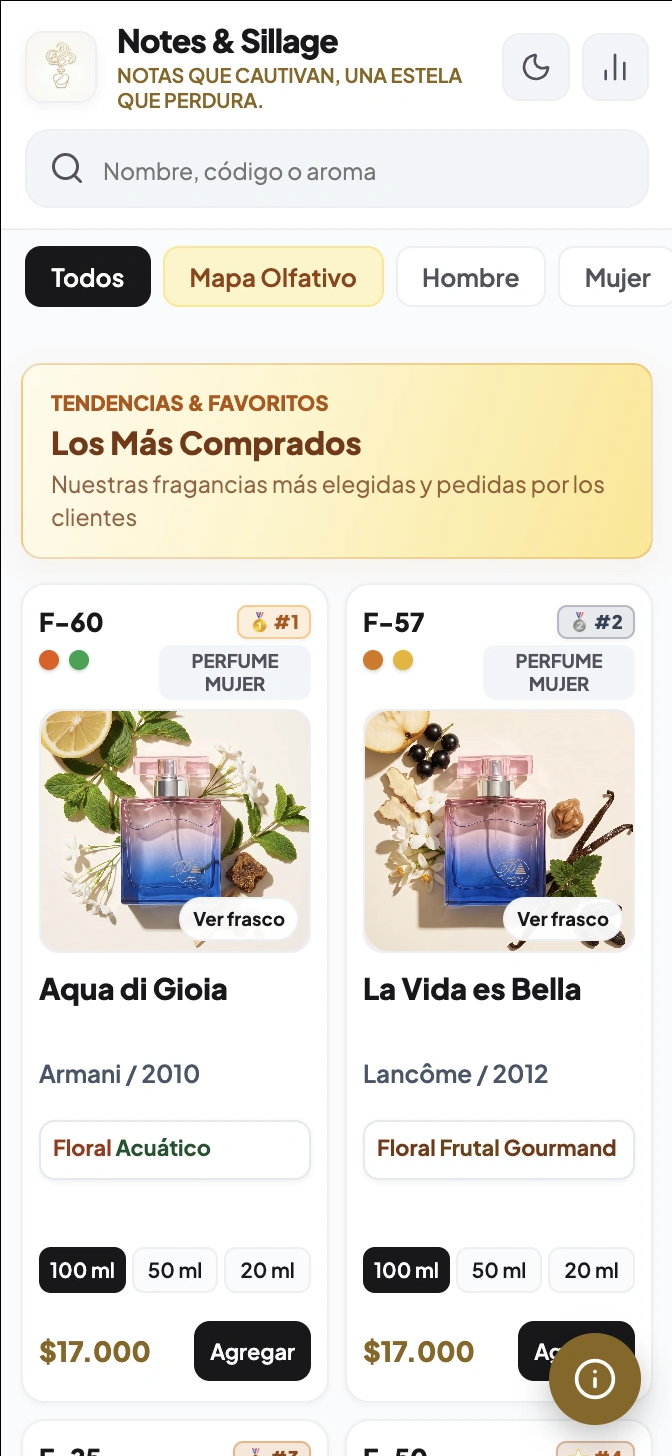 Notes & Sillage
NOTAS QUE CAUTIVAN, UNA ESTELA
QUE PERDURA.
Nombre, código o aroma
Todos
Mapa Olfativo
Hombre
Mujer
TENDENCIAS & FAVORITOS
Los Más Comprados
Nuestras fragancias más elegidas y pedidas por los
clientes
F-60
#1
PERFUME
MUJER
Ver frasco
Aqua di Gioia
Armani / 2010
Floral Acuático
100 ml
50 ml
20 ml
$17.000
Agregar
F-57
#2
PERFUME
MUJER
Ver frasco
La Vida es Bella
Lancôme / 2012
Floral Frutal Gourmand
100 ml
50 ml
20 ml
$17.000